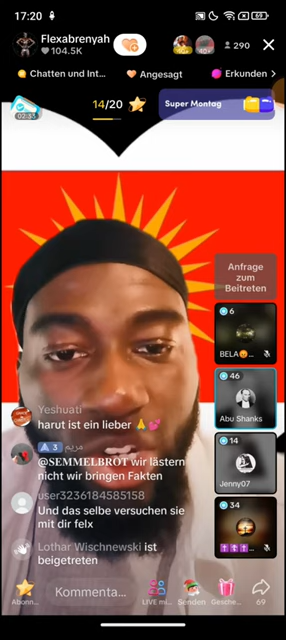 17:20
69
Flexabrenyah
104.5K
290
Chatten und Int...
Angesagt
Erkunden >
02:33
14/20
Super Montag
Anfrage
zum
Beitreten
6
BELA😡...
46
Abu Shanks
14
Jenny07
34
Yeshuati
harut ist ein lieber 🙏💕
3 مريم
@𝐒𝐄𝐌𝐌𝐄𝐋𝐁𝐑𝐎𝐓 wir lästern
nicht wir bringen Fakten
user3236184585158
Und das selbe versuchen sie
mit dir felx
Lothar Wischnewski ist
beigetreten
Abonn...
Kommenta...
LIVE mi...
Senden
Gesche...
69